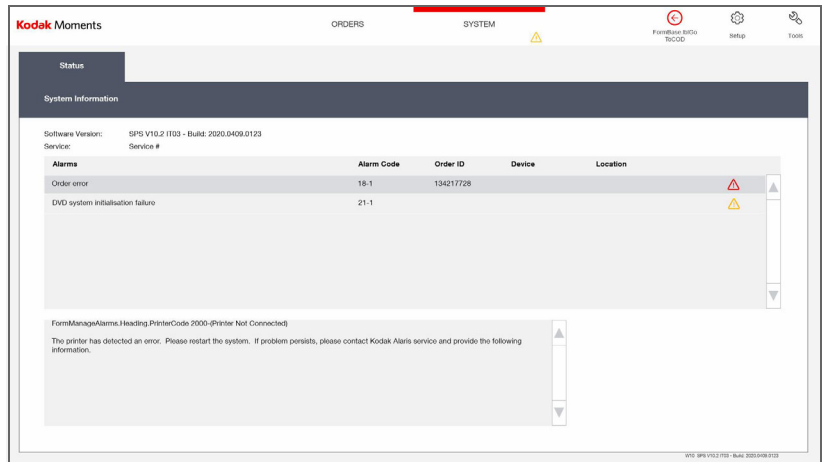 Kodak Moments
ORDERS
SYSTEM
FormBase lblGo
ToCOD
Setup
Tools
Status
System Information
Software Version: SPS V10.2 IT03 - Build: 2020.0409.0123
Service: Service #
Alarms Alarm Code Order ID Device Location
Order error 18-1 134217728
DVD system initialisation failure 21-1
FormManageAlarms.Heading.PrinterCode 2000-(Printer Not Connected)
The printer has detected an error. Please restart the system. If problem persists, please contact Kodak Alaris service and provide the following
information.
W10 SPS V10.2 IT03 - Build: 2020.0409.0123